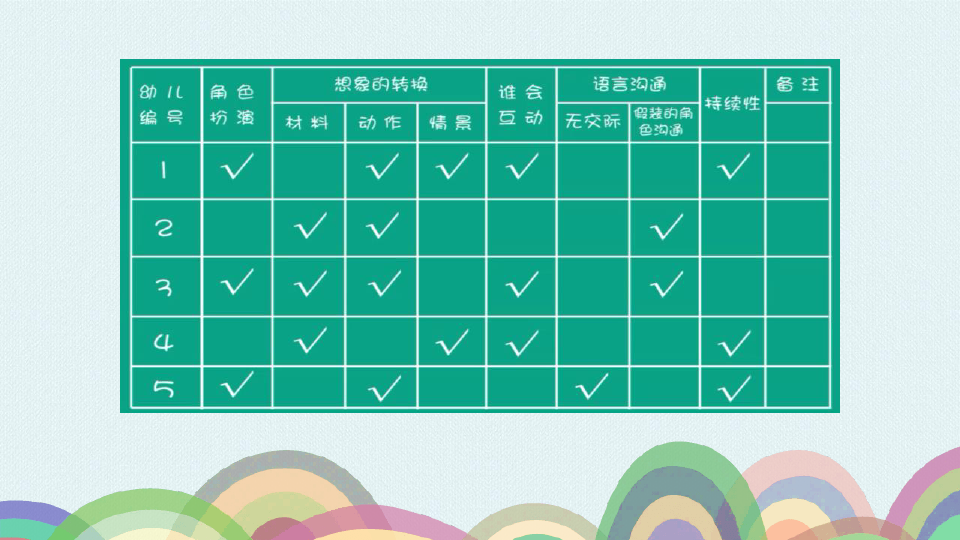 幼儿编号 角色扮演 想象的转换 谁会互动 语言沟通 持续性 备注
材料 动作 情景 无交际 假装的角色沟通
1 √ √ √ √ √
2 √ √ √
3 √ √ √ √ √
4 √ √ √ √
5 √ √ √ √